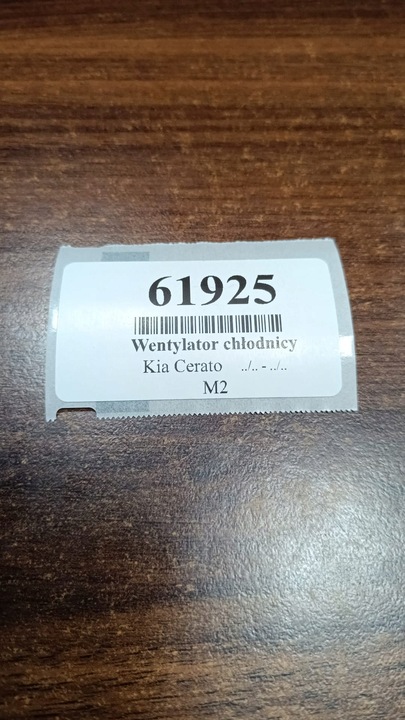 61925
Wentylator chłodnicy
Kia Cerato ../.. - ../..
M2